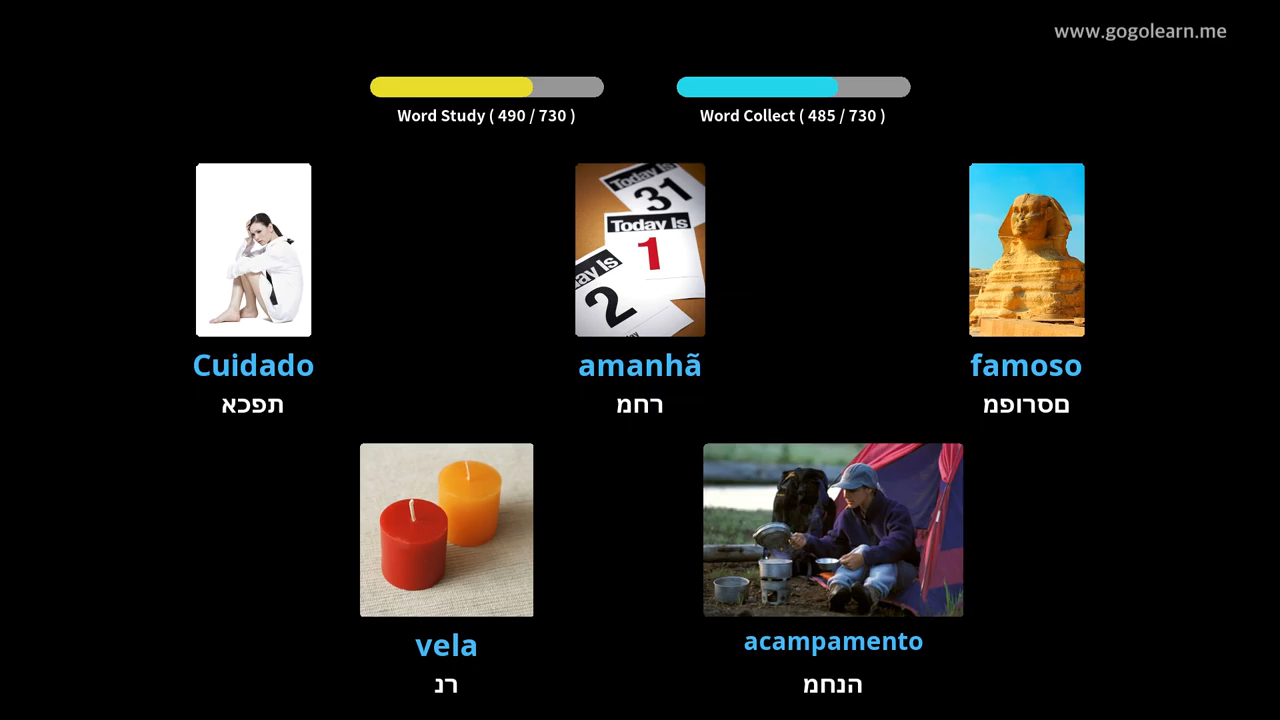 www.gogolearn.me
Word Study ( 490 / 730 )
Word Collect ( 485 / 730 )
Today Is
31
Today Is
1
day Is
2
Cuidado
amanhã
famoso
תפכא
רחמ
םסרופמ
vela
acampamento
רנ
הנחמ